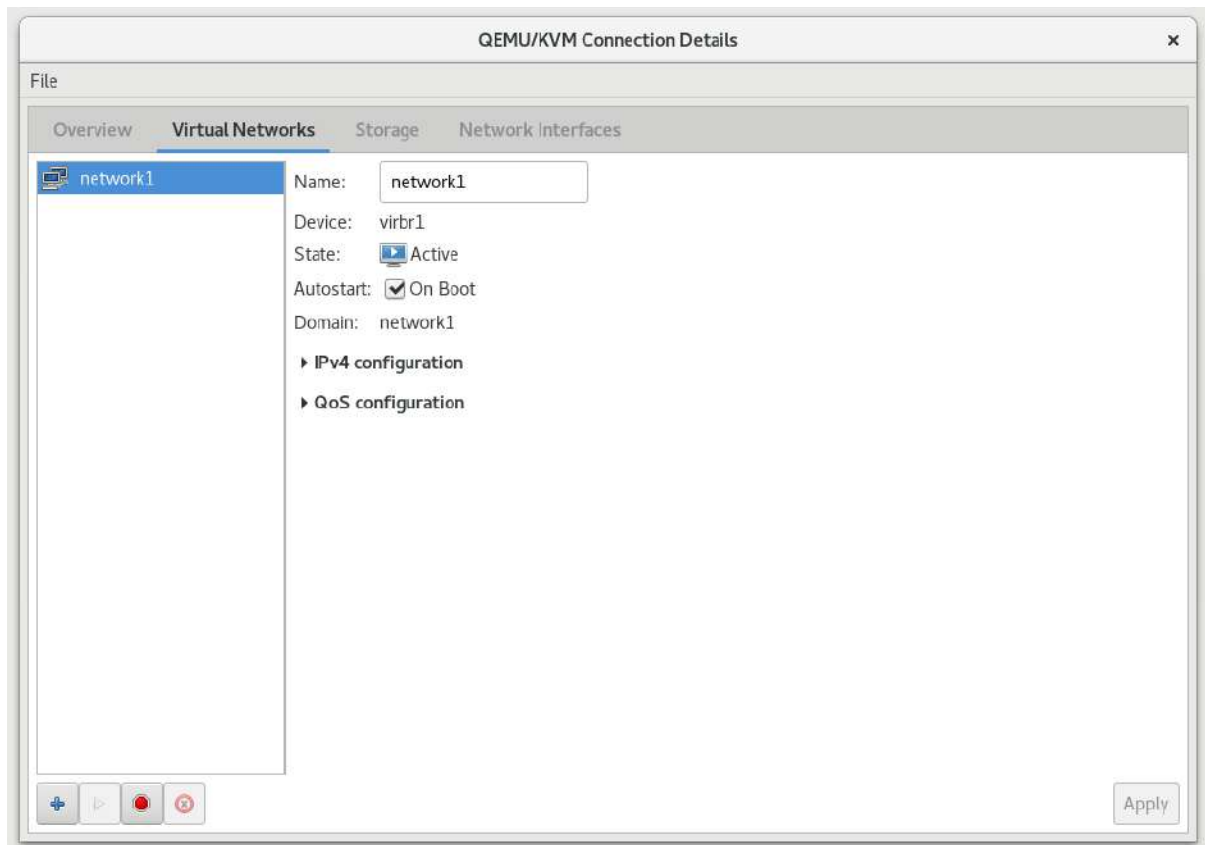 QEMU/KVM Connection Details
File
Overview Virtual Networks Storage Network Interfaces
network1
Name: network1
Device: virbr1
State: Active
Autostart: On Boot
Domain: network1
IPv4 configuration
QoS configuration
Apply